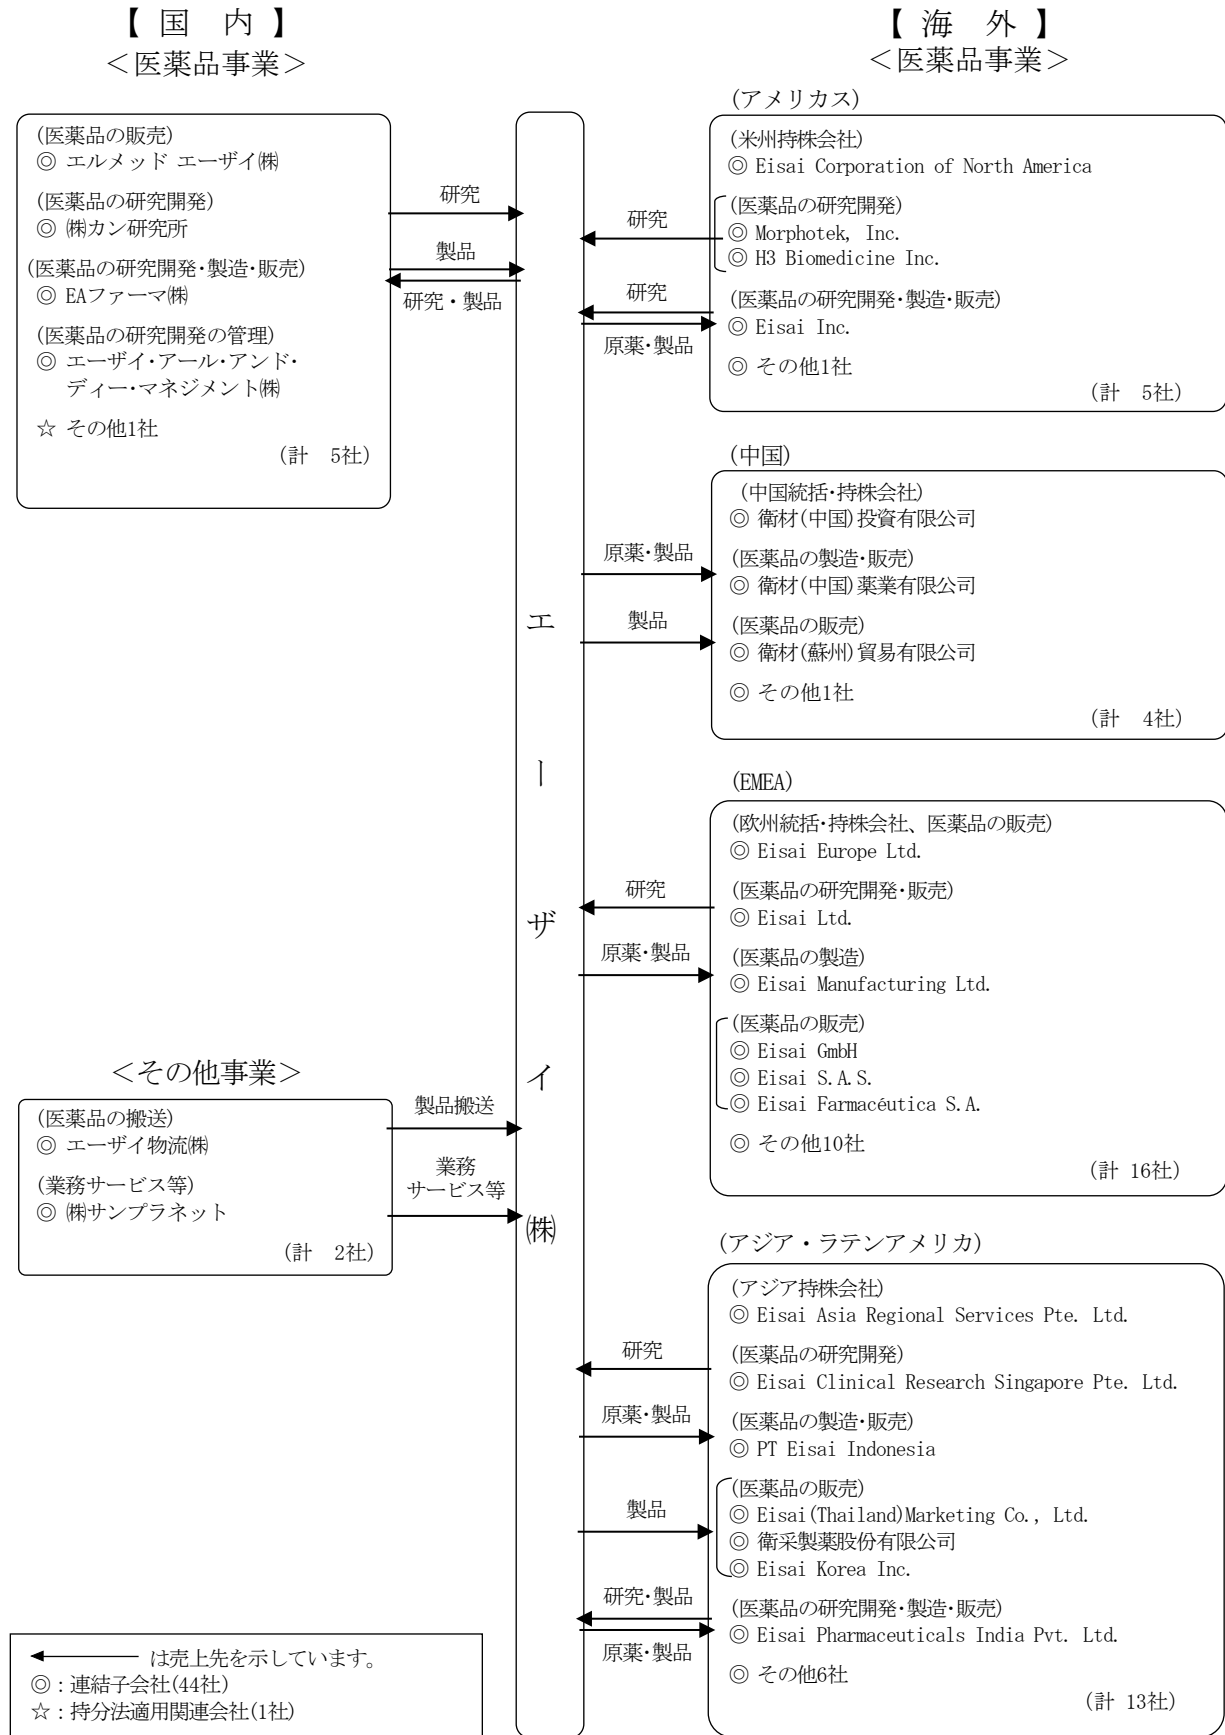 【 国 内 】
＜医薬品事業＞
(医薬品の販売)
◎ エルメッド エーザイ㈱
(医薬品の研究開発)
◎ ㈱カン研究所
(医薬品の研究開発・製造・販売)
◎ EAファーマ㈱
(医薬品の研究開発の管理)
◎ エーザイ・アール・アンド・
ディー・マネジメント㈱
☆ その他1社
(計 5社)
研究
製品
研究・製品
＜その他事業＞
(医薬品の搬送)
◎ エーザイ物流㈱
(業務サービス等)
◎ ㈱サンプラネット
(計 2社)
製品搬送
業務
サービス等
エーザイ㈱
【 海 外 】
＜医薬品事業＞
(アメリカス)
(米州持株会社)
◎ Eisai Corporation of North America
研究
(医薬品の研究開発)
◎ Morphotek, Inc.
◎ H3 Biomedicine Inc.
研究
原薬・製品
(医薬品の研究開発・製造・販売)
◎ Eisai Inc.
◎ その他1社
(計 5社)
(中国)
(中国統括・持株会社)
◎ 衛材(中国)投資有限公司
原薬・製品
(医薬品の製造・販売)
◎ 衛材(中国)薬業有限公司
製品
(医薬品の販売)
◎ 衛材(蘇州)貿易有限公司
◎ その他1社
(計 4社)
(EMEA)
(欧州統括・持株会社、医薬品の販売)
◎ Eisai Europe Ltd.
研究
(医薬品の研究開発・販売)
◎ Eisai Ltd.
原薬・製品
(医薬品の製造)
◎ Eisai Manufacturing Ltd.
(医薬品の販売)
◎ Eisai GmbH
◎ Eisai S.A.S.
◎ Eisai Farmacéutica S.A.
◎ その他10社
(計 16社)
(アジア・ラテンアメリカ)
(アジア持株会社)
◎ Eisai Asia Regional Services Pte. Ltd.
研究
(医薬品の研究開発)
◎ Eisai Clinical Research Singapore Pte. Ltd.
原薬・製品
(医薬品の製造・販売)
◎ PT Eisai Indonesia
製品
(医薬品の販売)
◎ Eisai(Thailand)Marketing Co., Ltd.
◎ 衛采製薬股份有限公司
◎ Eisai Korea Inc.
研究・製品
原薬・製品
(医薬品の研究開発・製造・販売)
◎ Eisai Pharmaceuticals India Pvt. Ltd.
◎ その他6社
(計 13社)
は売上先を示しています。
◎：連結子会社(44社)
☆：持分法適用関連会社(1社)